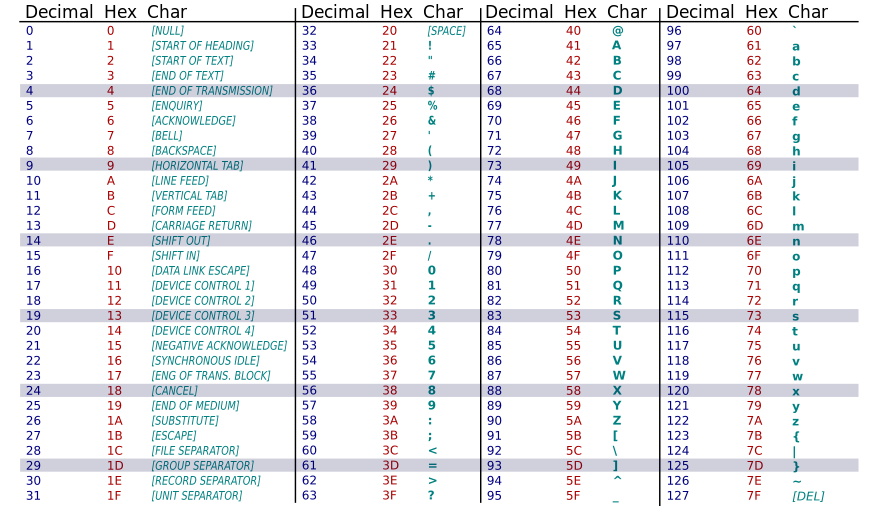 Decimal Hex Char Decimal Hex Char Decimal Hex Char Decimal Hex Char
0 0 [NULL] 32 20 [SPACE] 64 40 @ 96 60 `
1 1 [START OF HEADING] 33 21 ! 65 41 A 97 61 a
2 2 [START OF TEXT] 34 22 " 66 42 B 98 62 b
3 3 [END OF TEXT] 35 23 # 67 43 C 99 63 c
4 4 [END OF TRANSMISSION] 36 24 $ 68 44 D 100 64 d
5 5 [ENQUIRY] 37 25 % 69 45 E 101 65 e
6 6 [ACKNOWLEDGE] 38 26 & 70 46 F 102 66 f
7 7 [BELL] 39 27 ' 71 47 G 103 67 g
8 8 [BACKSPACE] 40 28 ( 72 48 H 104 68 h
9 9 [HORIZONTAL TAB] 41 29 ) 73 49 I 105 69 i
10 A [LINE FEED] 42 2A * 74 4A J 106 6A j
11 B [VERTICAL TAB] 43 2B + 75 4B K 107 6B k
12 C [FORM FEED] 44 2C , 76 4C L 108 6C l
13 D [CARRIAGE RETURN] 45 2D - 77 4D M 109 6D m
14 E [SHIFT OUT] 46 2E . 78 4E N 110 6E n
15 F [SHIFT IN] 47 2F / 79 4F O 111 6F o
16 10 [DATA LINK ESCAPE] 48 30 0 80 50 P 112 70 p
17 11 [DEVICE CONTROL 1] 49 31 1 81 51 Q 113 71 q
18 12 [DEVICE CONTROL 2] 50 32 2 82 52 R 114 72 r
19 13 [DEVICE CONTROL 3] 51 33 3 83 53 S 115 73 s
20 14 [DEVICE CONTROL 4] 52 34 4 84 54 T 116 74 t
21 15 [NEGATIVE ACKNOWLEDGE] 53 35 5 85 55 U 117 75 u
22 16 [SYNCHRONOUS IDLE] 54 36 6 86 56 V 118 76 v
23 17 [ENG OF TRANS. BLOCK] 55 37 7 87 57 W 119 77 w
24 18 [CANCEL] 56 38 8 88 58 X 120 78 x
25 19 [END OF MEDIUM] 57 39 9 89 59 Y 121 79 y
26 1A [SUBSTITUTE] 58 3A : 90 5A Z 122 7A z
27 1B [ESCAPE] 59 3B ; 91 5B [ 123 7B {
28 1C [FILE SEPARATOR] 60 3C < 92 5C \ 124 7C |
29 1D [GROUP SEPARATOR] 61 3D = 93 5D ] 125 7D }
30 1E [RECORD SEPARATOR] 62 3E > 94 5E ^ 126 7E ~
31 1F [UNIT SEPARATOR] 63 3F ? 95 5F _ 127 7F [DEL]